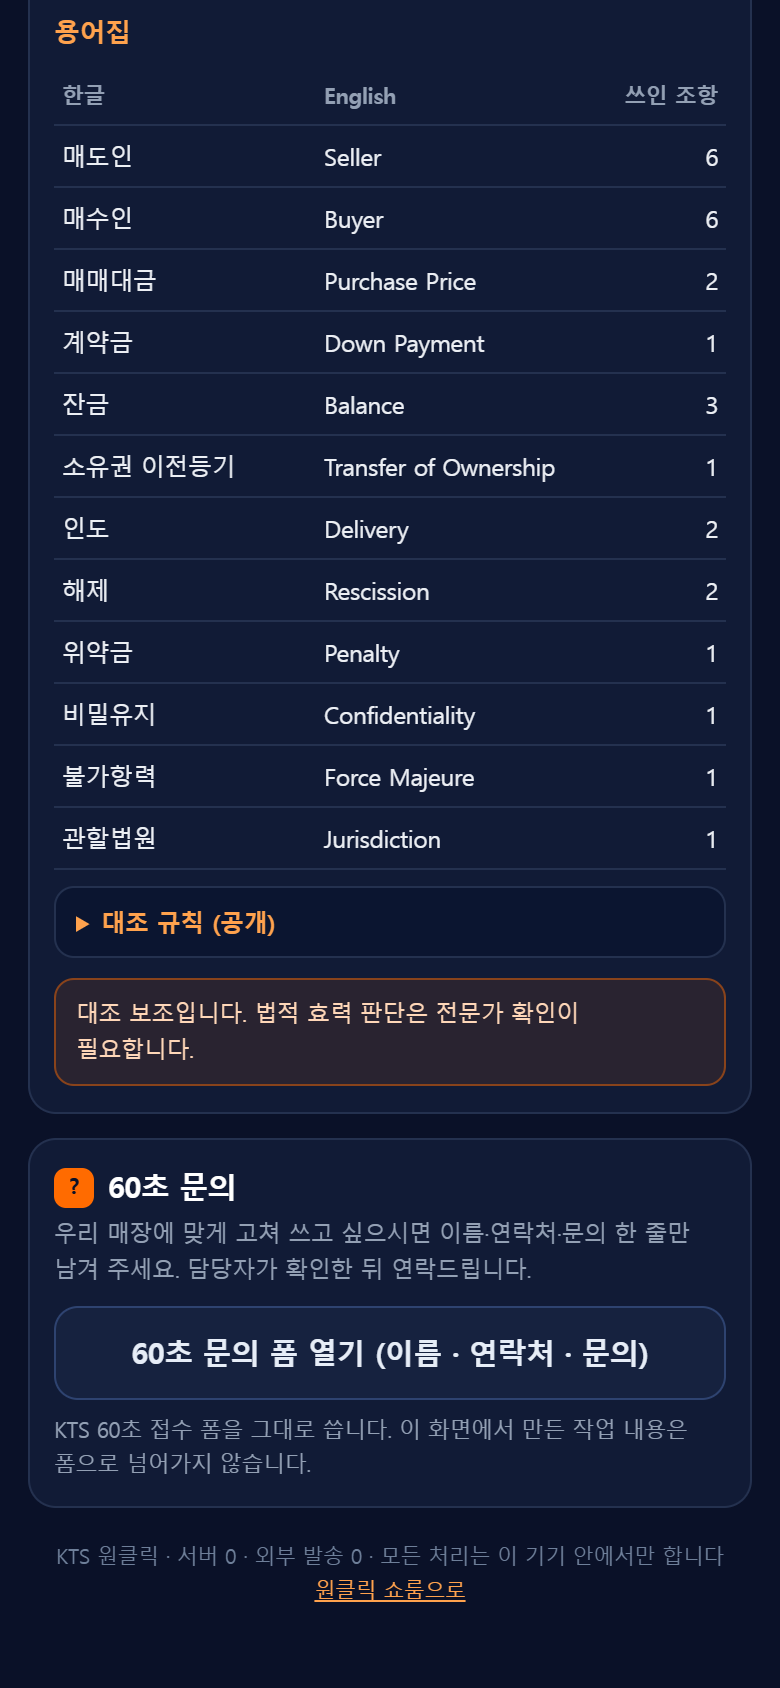 용어집
한글 English 쓰인 조항
매도인 Seller 6
매수인 Buyer 6
매매대금 Purchase Price 2
계약금 Down Payment 1
잔금 Balance 3
소유권 이전등기 Transfer of Ownership 1
인도 Delivery 2
해제 Rescission 2
위약금 Penalty 1
비밀유지 Confidentiality 1
불가항력 Force Majeure 1
관할법원 Jurisdiction 1
▶ 대조 규칙 (공개)
대조 보조입니다. 법적 효력 판단은 전문가 확인이
필요합니다.
? 60초 문의
우리 매장에 맞게 고쳐 쓰고 싶으시면 이름·연락처·문의 한 줄만
남겨 주세요. 담당자가 확인한 뒤 연락드립니다.
60초 문의 폼 열기 (이름 · 연락처 · 문의)
KTS 60초 접수 폼을 그대로 씁니다. 이 화면에서 만든 작업 내용은
폼으로 넘어가지 않습니다.
KTS 원클릭 · 서버 0 · 외부 발송 0 · 모든 처리는 이 기기 안에서만 합니다
원클릭 쇼룸으로